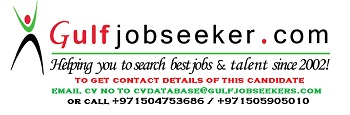 Gulfjobseeker.com
Helping you to search best jobs & talent since 2002!
TO GET CONTACT DETAILS OF THIS CANDIDATE
EMAIL CV NO TO CVDATABASE@GULFJOBSEEKERS.COM
OR CALL +971504753686 / +971505905010